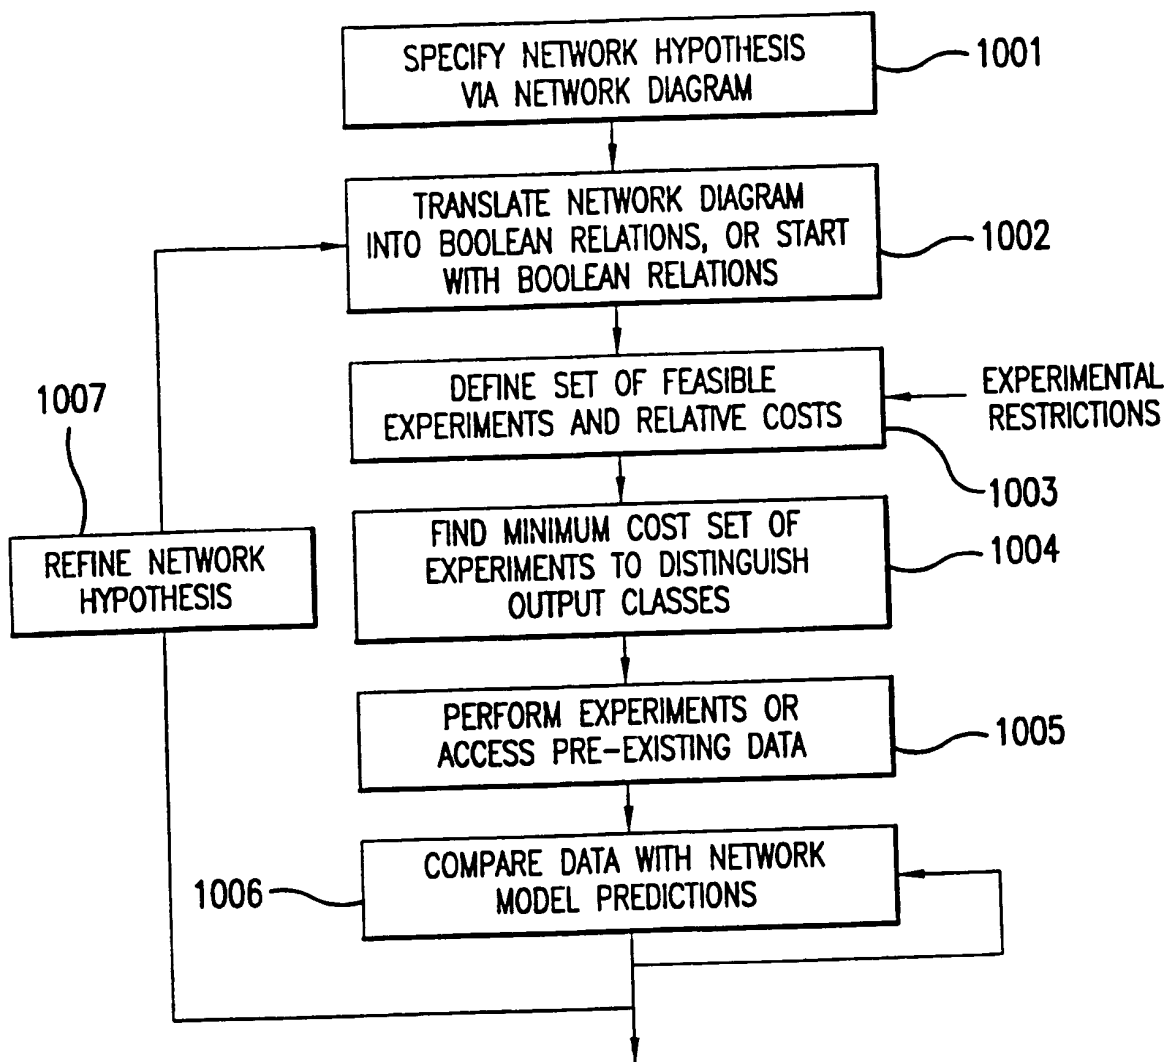 SPECIFY NETWORK HYPOTHESIS
VIA NETWORK DIAGRAM
1001
TRANSLATE NETWORK DIAGRAM
INTO BOOLEAN RELATIONS, OR START
WITH BOOLEAN RELATIONS
1002
DEFINE SET OF FEASIBLE
EXPERIMENTS AND RELATIVE COSTS
EXPERIMENTAL
RESTRICTIONS
1003
1007
REFINE NETWORK
HYPOTHESIS
FIND MINIMUM COST SET OF
EXPERIMENTS TO DISTINGUISH
OUTPUT CLASSES
1004
PERFORM EXPERIMENTS OR
ACCESS PRE-EXISTING DATA
1005
COMPARE DATA WITH NETWORK
MODEL PREDICTIONS
1006